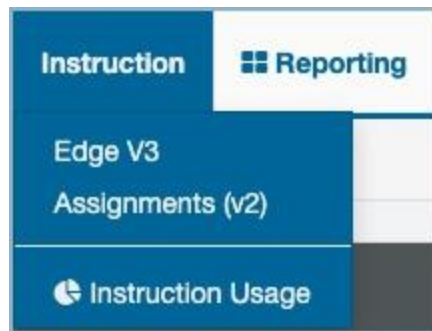 Instruction Reporting
Edge V3
Assignments (v2)
Instruction Usage